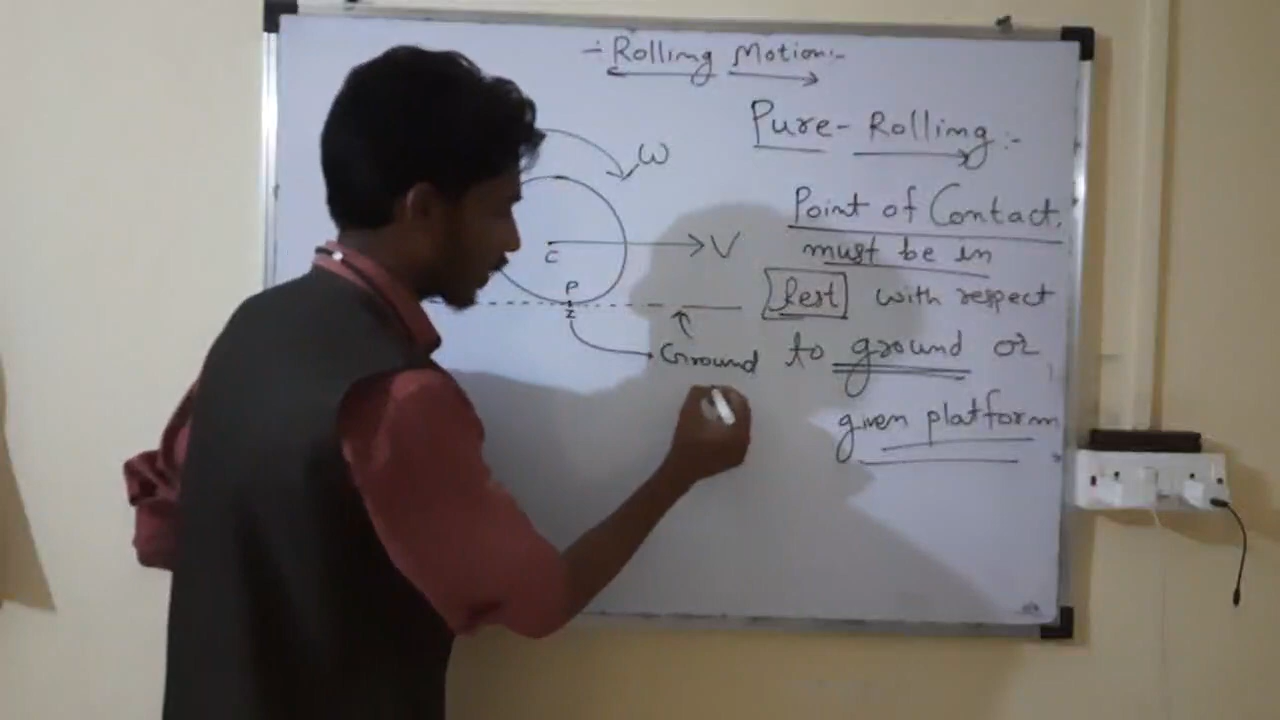 -: Rolling Motion:-
Pure- Rolling :-
ω
Point of Contact,
must be in
C
V
P
Rest with respect
I
Ground
to ground or
given platform